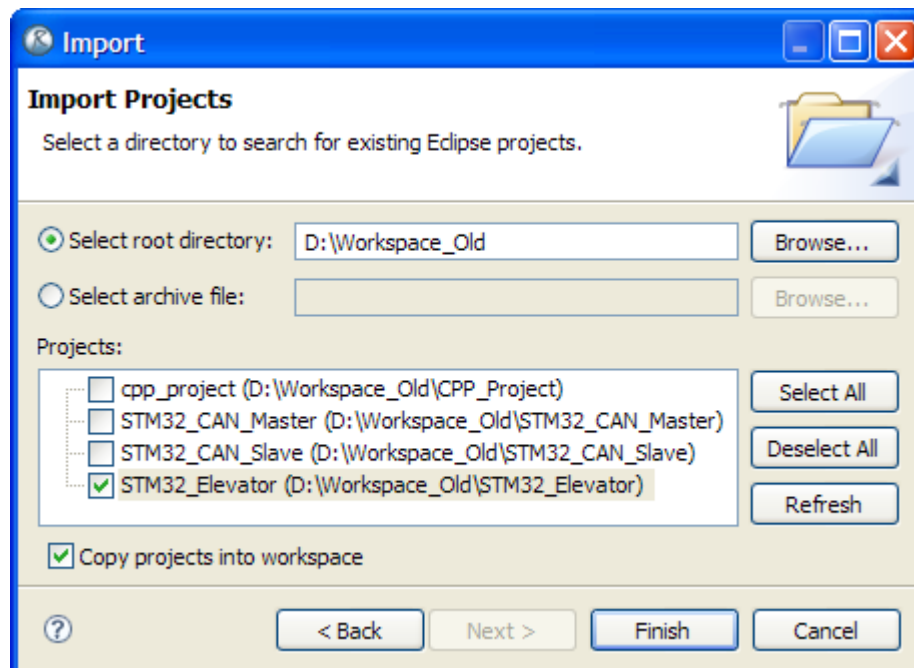 Import
Import Projects
Select a directory to search for existing Eclipse projects.
Select root directory: D:\Workspace_Old Browse...
Select archive file: Browse...
Projects:
cpp_project (D:\Workspace_Old\CPP_Project) Select All
STM32_CAN_Master (D:\Workspace_Old\STM32_CAN_Master)
STM32_CAN_Slave (D:\Workspace_Old\STM32_CAN_Slave) Deselect All
STM32_Elevator (D:\Workspace_Old\STM32_Elevator) Refresh
Copy projects into workspace
? < Back Next > Finish Cancel